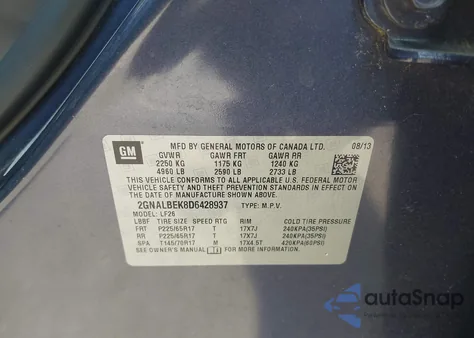 GM
MFD BY GENERAL MOTORS OF CANADA LTD. 08/13
GVWR GAWR FRT GAWR RR
2250 KG 1175 KG 1240 KG
4960 LB 2590 LB 2733 LB
THIS VEHICLE CONFORMS TO ALL APPLICABLE U.S. FEDERAL MOTOR
VEHICLE SAFETY AND THEFT PREVENTION STANDARDS IN EFFECT
ON THE DATE OF MANUFACTURE SHOWN ABOVE.
2GNALBEK8D6428937 TYPE: M.P.V.
MODEL: LF26
LBBF TIRE SIZE SPEED RTG RIM COLD TIRE PRESSURE
FRT P225/65R17 T 17X7J 240KPA(35PSI)
RR P225/65R17 T 17X7J 240KPA(35PSI)
SPA T145/70R17 M 17X4.5T 420KPA(60PSI)
SEE OWNER'S MANUAL FOR MORE INFORMATION.
autoSnap